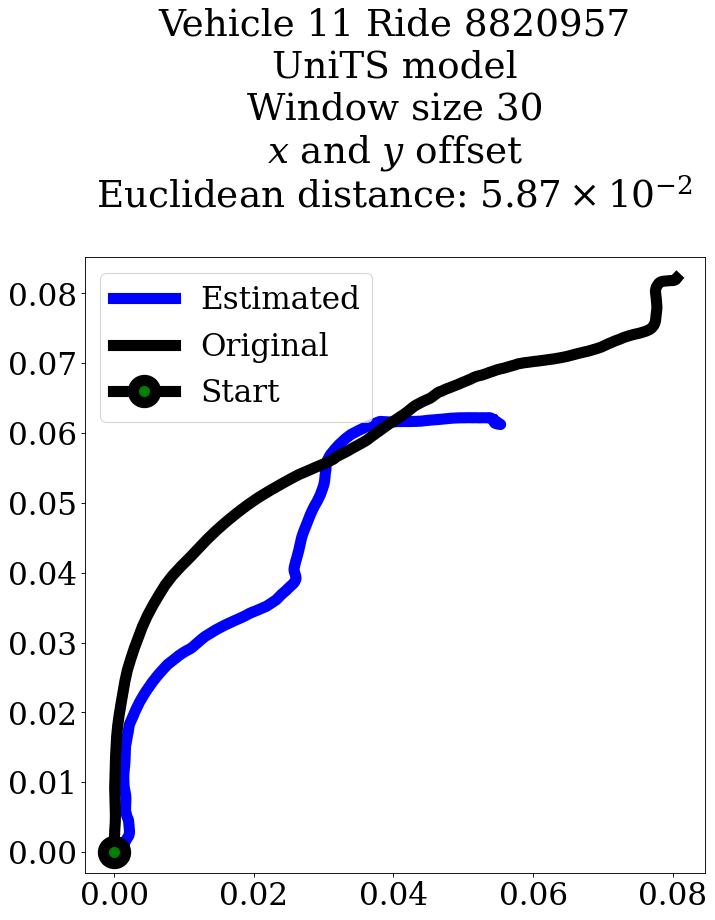 Vehicle 11 Ride 8820957
UniTS model
Window size 30
x and y offset
Euclidean distance: 5.87 × 10⁻²
Estimated
Original
Start
0.08
0.07
0.06
0.05
0.04
0.03
0.02
0.01
0.00
0.00 0.02 0.04 0.06 0.08